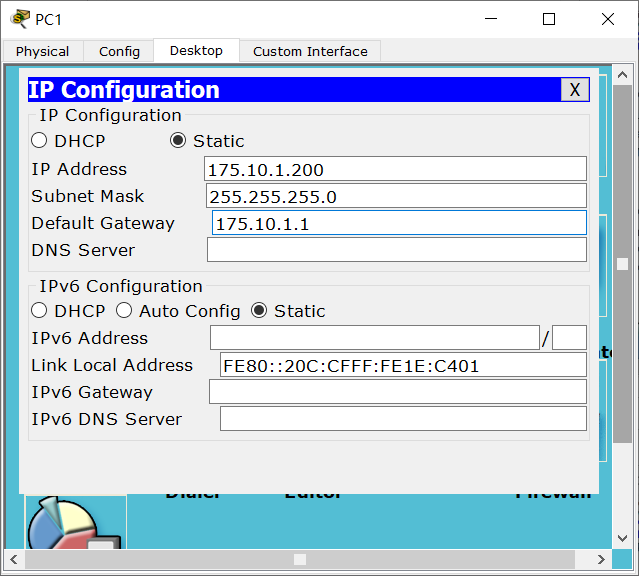 PC1
Physical Config Desktop Custom Interface
IP Configuration X
IP Configuration
DHCP Static
IP Address 175.10.1.200
Subnet Mask 255.255.255.0
Default Gateway 175.10.1.1
DNS Server
IPv6 Configuration
DHCP Auto Config Static
IPv6 Address /
Link Local Address FE80::20C:CFFF:FE1E:C401
IPv6 Gateway
IPv6 DNS Server
Dialer Editor Firewall